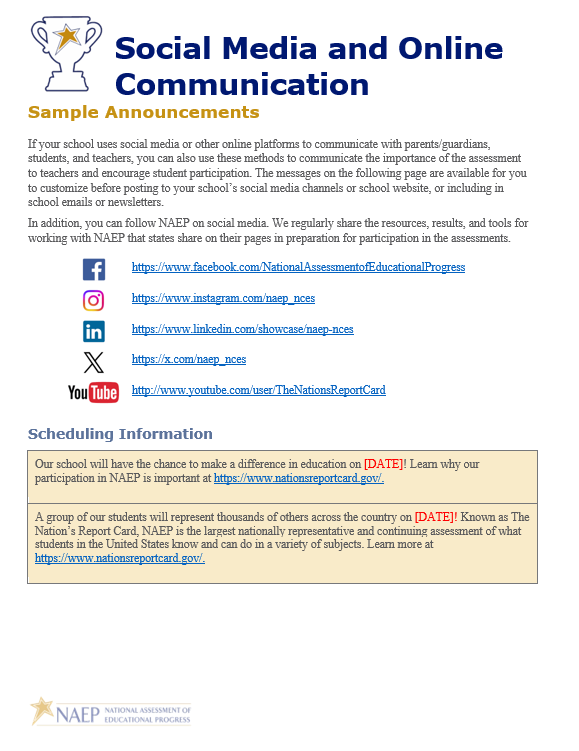 Social Media and Online
Communication
Sample Announcements
If your school uses social media or other online platforms to communicate with parents/guardians,
students, and teachers, you can also use these methods to communicate the importance of the assessment
to teachers and encourage student participation. The messages on the following page are available for you
to customize before posting to your school’s social media channels or school website, or including in
school emails or newsletters.
In addition, you can follow NAEP on social media. We regularly share the resources, results, and tools for
working with NAEP that states share on their pages in preparation for participation in the assessments.
https://www.facebook.com/NationalAssessmentofEducationalProgress
https://www.instagram.com/naep_nces
in https://www.linkedin.com/showcase/naep-nces
https://x.com/naep_nces
YouTube http://www.youtube.com/user/TheNationsReportCard
Scheduling Information
Our school will have the chance to make a difference in education on [DATE]! Learn why our
participation in NAEP is important at https://www.nationsreportcard.gov/.
A group of our students will represent thousands of others across the country on [DATE]! Known as The
Nation’s Report Card, NAEP is the largest nationally representative and continuing assessment of what
students in the United States know and can do in a variety of subjects. Learn more at
https://www.nationsreportcard.gov/.
NAEP NATIONAL ASSESSMENT OF
EDUCATIONAL PROGRESS